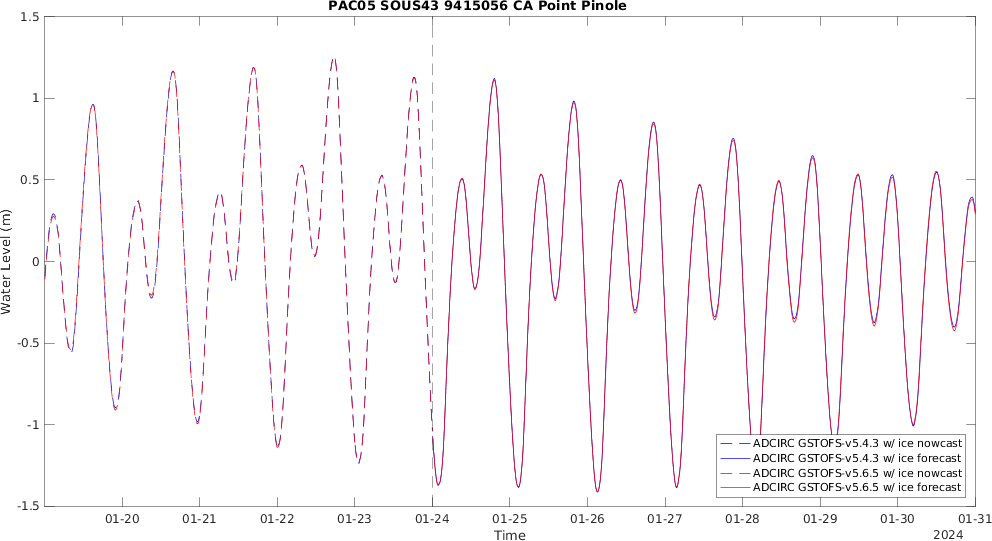 PAC05 SOUS43 9415056 CA Point Pinole
1.5
1
0.5
0
-0.5
-1
-1.5
Water Level (m)
01-20
01-21
01-22
01-23
01-24
01-25
01-26
01-27
01-28
01-29
01-30
01-31
Time
2024
ADCIRC GSTOFS-v5.4.3 w/ ice nowcast
ADCIRC GSTOFS-v5.4.3 w/ ice forecast
ADCIRC GSTOFS-v5.6.5 w/ ice nowcast
ADCIRC GSTOFS-v5.6.5 w/ ice forecast